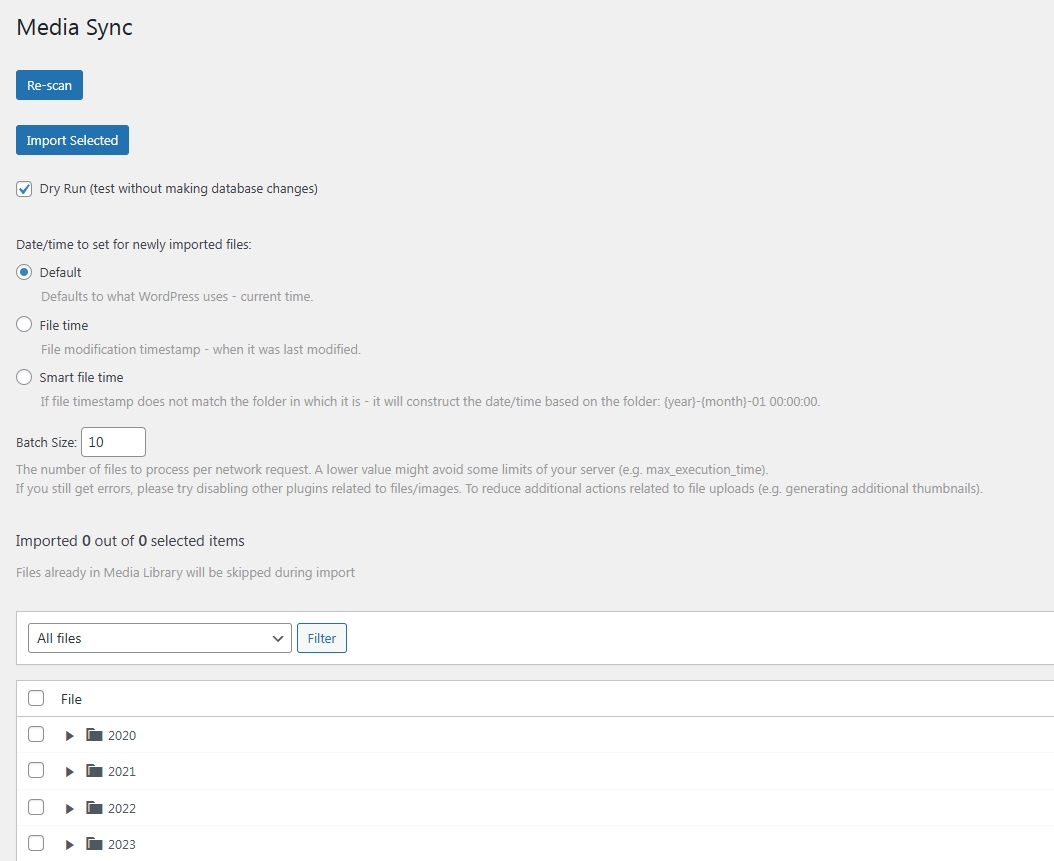 Media Sync
Re-scan
Import Selected
Dry Run (test without making database changes)
Date/time to set for newly imported files:
Default
Defaults to what WordPress uses - current time.
File time
File modification timestamp - when it was last modified.
Smart file time
If file timestamp does not match the folder in which it is - it will construct the date/time based on the folder: {year}-{month}-01 00:00:00.
Batch Size: 10
The number of files to process per network request. A lower value might avoid some limits of your server (e.g. max_execution_time).
If you still get errors, please try disabling other plugins related to files/images. To reduce additional actions related to file uploads (e.g. generating additional thumbnails).
Imported 0 out of 0 selected items
Files already in Media Library will be skipped during import
All files Filter
File
2020
2021
2022
2023